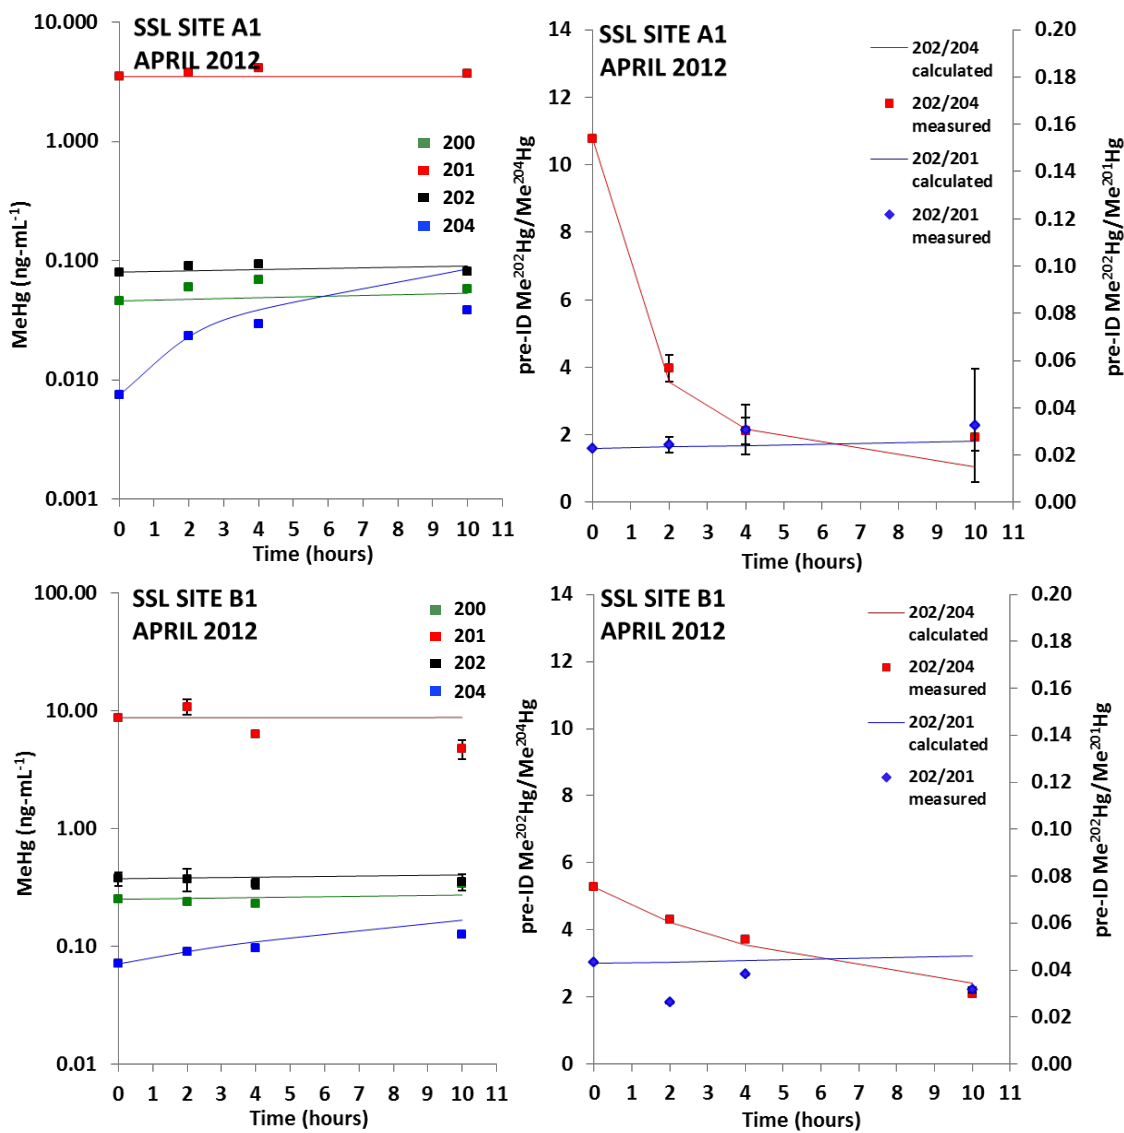 SSL SITE A1
APRIL 2012
MeHg (ng-mL⁻¹)
10.000
1.000
0.100
0.010
0.001
200
201
202
204
0 1 2 3 4 5 6 7 8 9 10 11
Time (hours)
SSL SITE A1
APRIL 2012
pre-ID Me²⁰²Hg/Me²⁰⁴Hg
14
12
10
8
6
4
2
0
202/204
calculated
202/204
measured
202/201
calculated
202/201
measured
0.20
0.18
0.16
0.14
0.12
0.10
0.08
0.06
0.04
0.02
0.00
pre-ID Me²⁰²Hg/Me²⁰¹Hg
0 1 2 3 4 5 6 7 8 9 10 11
Time (hours)
SSL SITE B1
APRIL 2012
MeHg (ng-mL⁻¹)
100.00
10.00
1.00
0.10
0.01
200
201
202
204
0 1 2 3 4 5 6 7 8 9 10 11
Time (hours)
SSL SITE B1
APRIL 2012
pre-ID Me²⁰²Hg/Me²⁰⁴Hg
14
12
10
8
6
4
2
0
202/204
calculated
202/204
measured
202/201
calculated
202/201
measured
0.20
0.18
0.16
0.14
0.12
0.10
0.08
0.06
0.04
0.02
0.00
pre-ID Me²⁰²Hg/Me²⁰¹Hg
0 1 2 3 4 5 6 7 8 9 10 11
Time (hours)